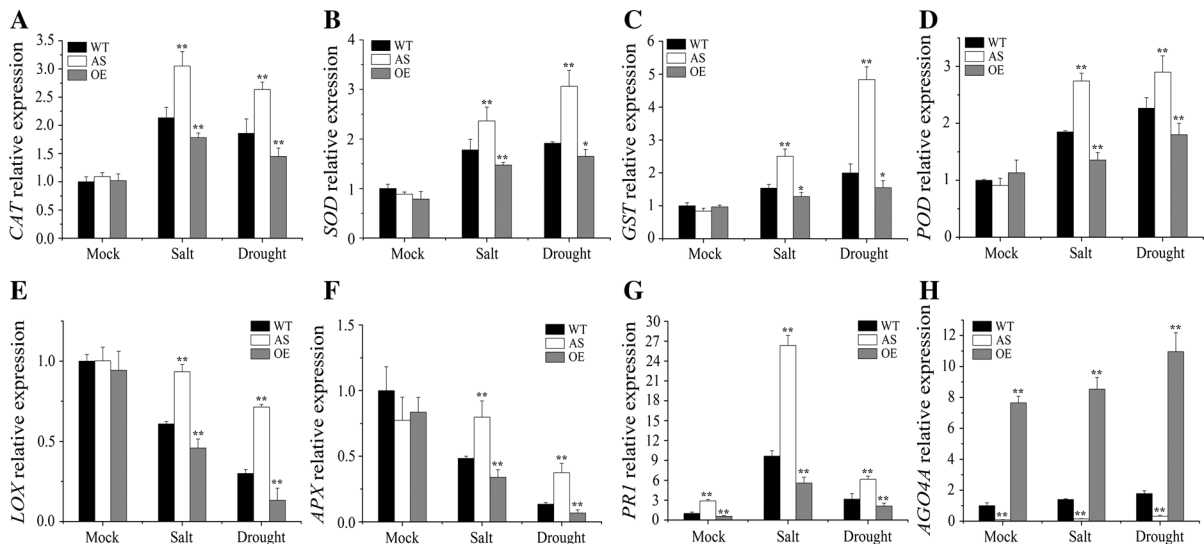 A
CAT relative expression
3.5
3.0
2.5
2.0
1.5
1.0
0.5
0.0
WT
AS
OE
**
**
**
**
Mock Salt Drought
B
SOD relative expression
4
3
2
1
0
WT
AS
OE
**
**
**
*
Mock Salt Drought
C
GST relative expression
6
5
4
3
2
1
0
WT
AS
OE
**
*
**
*
Mock Salt Drought
D
POD relative expression
3
2
1
0
WT
AS
OE
**
**
**
**
Mock Salt Drought
E
LOX relative expression
1.0
0.5
0.0
WT
AS
OE
**
**
**
**
Mock Salt Drought
F
APX relative expression
1.5
1.0
0.5
0.0
WT
AS
OE
**
**
**
**
Mock Salt Drought
G
PR1 relative expression
30
27
24
21
18
15
12
9
6
3
0
WT
AS
OE
**
**
**
**
**
**
Mock Salt Drought
H
AGO4A relative expression
12
10
8
6
4
2
0
WT
AS
OE
**
**
**
**
**
**
Mock Salt Drought